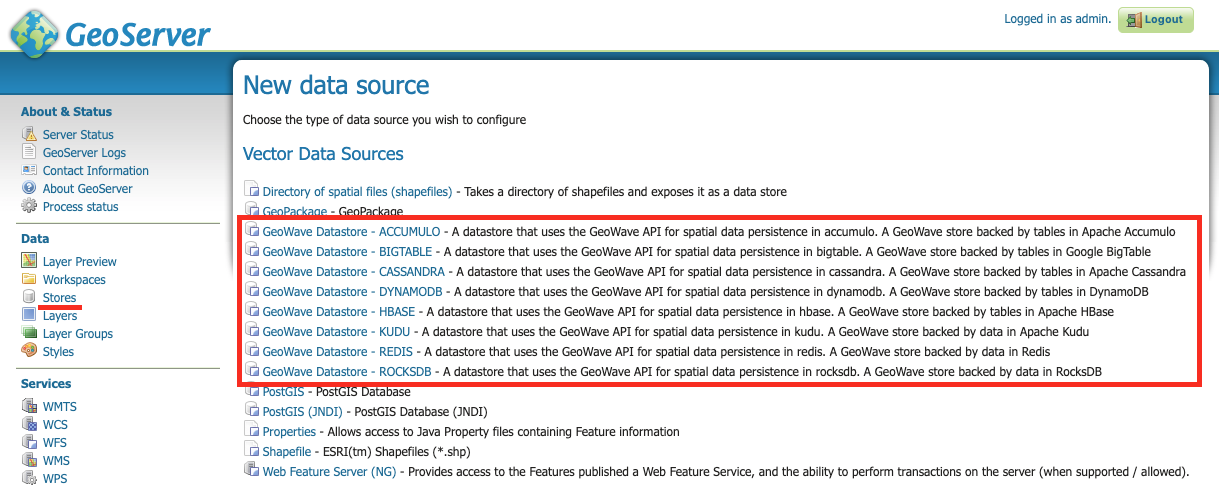 GeoServer
Logged in as admin.
Logout
About & Status
Server Status
GeoServer Logs
Contact Information
About GeoServer
Process status
Data
Layer Preview
Workspaces
Stores
Layers
Layer Groups
Styles
Services
WMTS
WCS
WFS
WMS
WPS
New data source
Choose the type of data source you wish to configure
Vector Data Sources
Directory of spatial files (shapefiles) - Takes a directory of shapefiles and exposes it as a data store
GeoPackage - GeoPackage
GeoWave Datastore - ACCUMULO - A datastore that uses the GeoWave API for spatial data persistence in accumulo. A GeoWave store backed by tables in Apache Accumulo
GeoWave Datastore - BIGTABLE - A datastore that uses the GeoWave API for spatial data persistence in bigtable. A GeoWave store backed by tables in Google BigTable
GeoWave Datastore - CASSANDRA - A datastore that uses the GeoWave API for spatial data persistence in cassandra. A GeoWave store backed by tables in Apache Cassandra
GeoWave Datastore - DYNAMODB - A datastore that uses the GeoWave API for spatial data persistence in dynamodb. A GeoWave store backed by tables in DynamoDB
GeoWave Datastore - HBASE - A datastore that uses the GeoWave API for spatial data persistence in hbase. A GeoWave store backed by tables in Apache HBase
GeoWave Datastore - KUDU - A datastore that uses the GeoWave API for spatial data persistence in kudu. A GeoWave store backed by data in Apache Kudu
GeoWave Datastore - REDIS - A datastore that uses the GeoWave API for spatial data persistence in redis. A GeoWave store backed by data in Redis
GeoWave Datastore - ROCKSDB - A datastore that uses the GeoWave API for spatial data persistence in rocksdb. A GeoWave store backed by data in RocksDB
PostGIS - PostGIS Database
PostGIS (JNDI) - PostGIS Database (JNDI)
Properties - Allows access to Java Property files containing Feature information
Shapefile - ESRI(tm) Shapefiles (*.shp)
Web Feature Server (NG) - Provides access to the Features published a Web Feature Service, and the ability to perform transactions on the server (when supported / allowed).